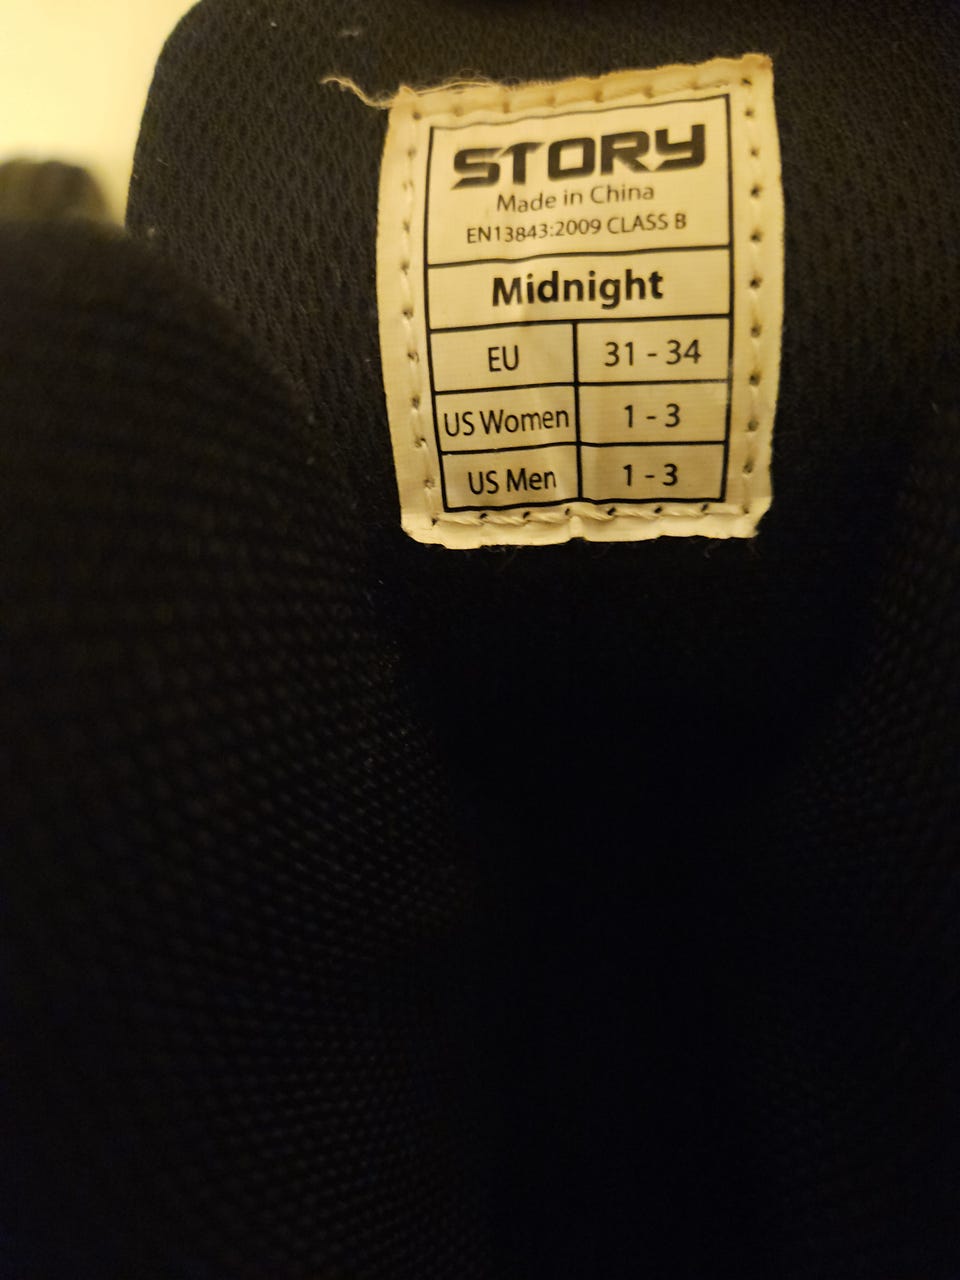 STORY
Made in China
EN13843:2009 CLASS B
Midnight
EU 31 - 34
US Women 1 - 3
US Men 1 - 3